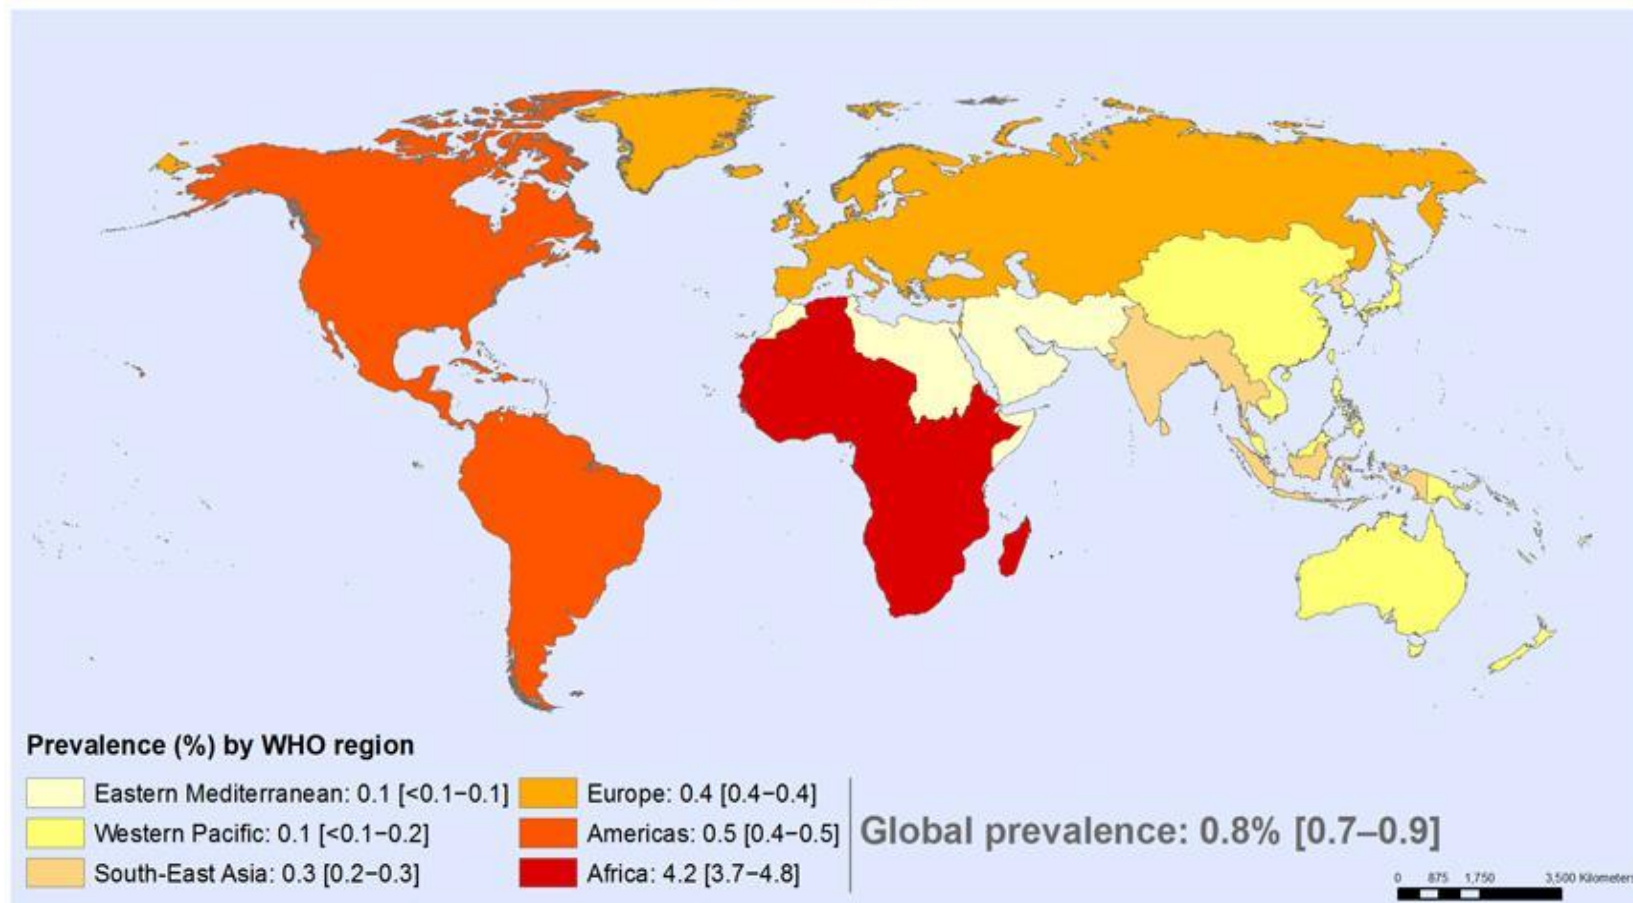 Prevalence (%) by WHO region
Eastern Mediterranean: 0.1 [<0.1–0.1]
Western Pacific: 0.1 [<0.1–0.2]
South-East Asia: 0.3 [0.2–0.3]
Europe: 0.4 [0.4–0.4]
Americas: 0.5 [0.4–0.5]
Africa: 4.2 [3.7–4.8]
Global prevalence: 0.8% [0.7–0.9]
0 875 1,750 3,500 Kilometers